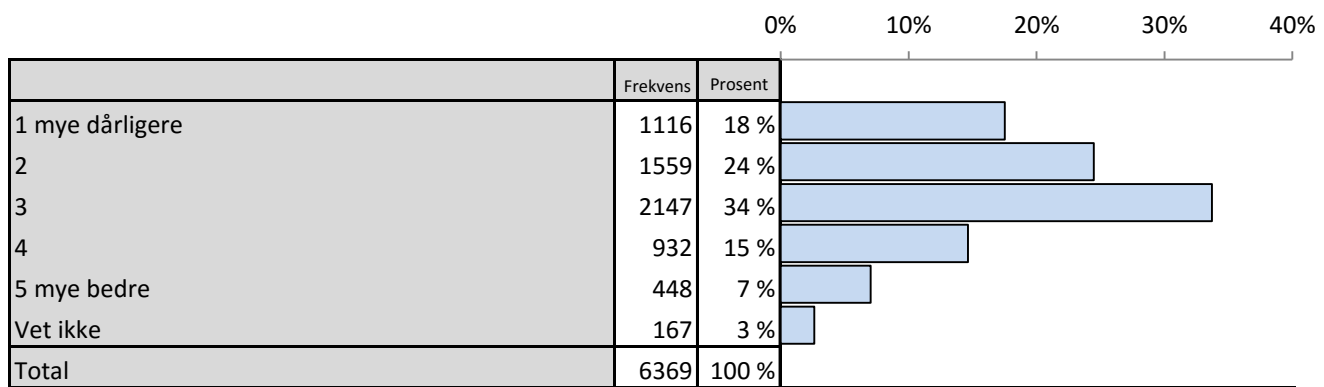 0% 10% 20% 30% 40%
Frekvens Prosent
1 mye dårligere 1116 18 %
2 1559 24 %
3 2147 34 %
4 932 15 %
5 mye bedre 448 7 %
Vet ikke 167 3 %
Total 6369 100 %